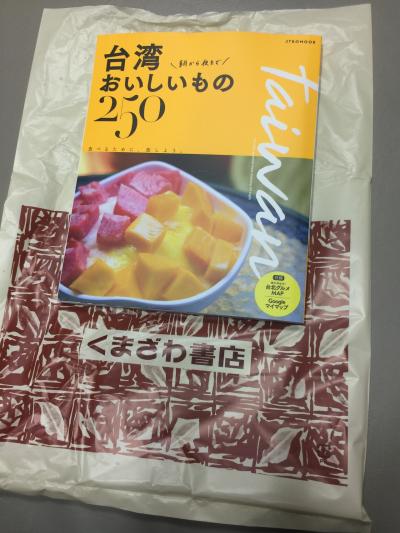 JTBのMOOK
台湾
＼朝から夜まで／
おいしいもの
250
食べるために、旅しよう。
taiwan
付録
台北グルメ
MAP
Google
マイマップ
くまざわ書店